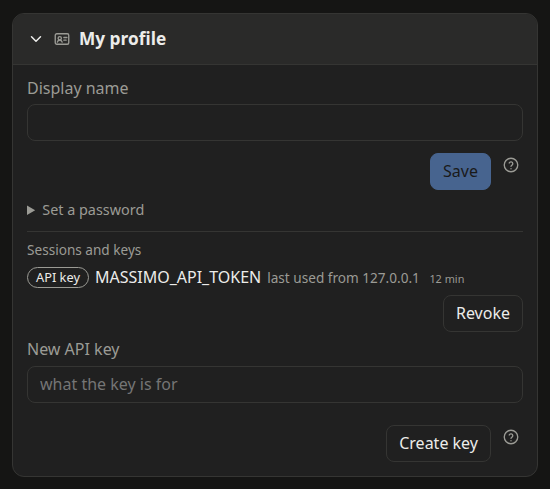 My profile
Display name
Save
Set a password
Sessions and keys
API key MASSIMO_API_TOKEN last used from 127.0.0.1 12 min
Revoke
New API key
what the key is for
Create key